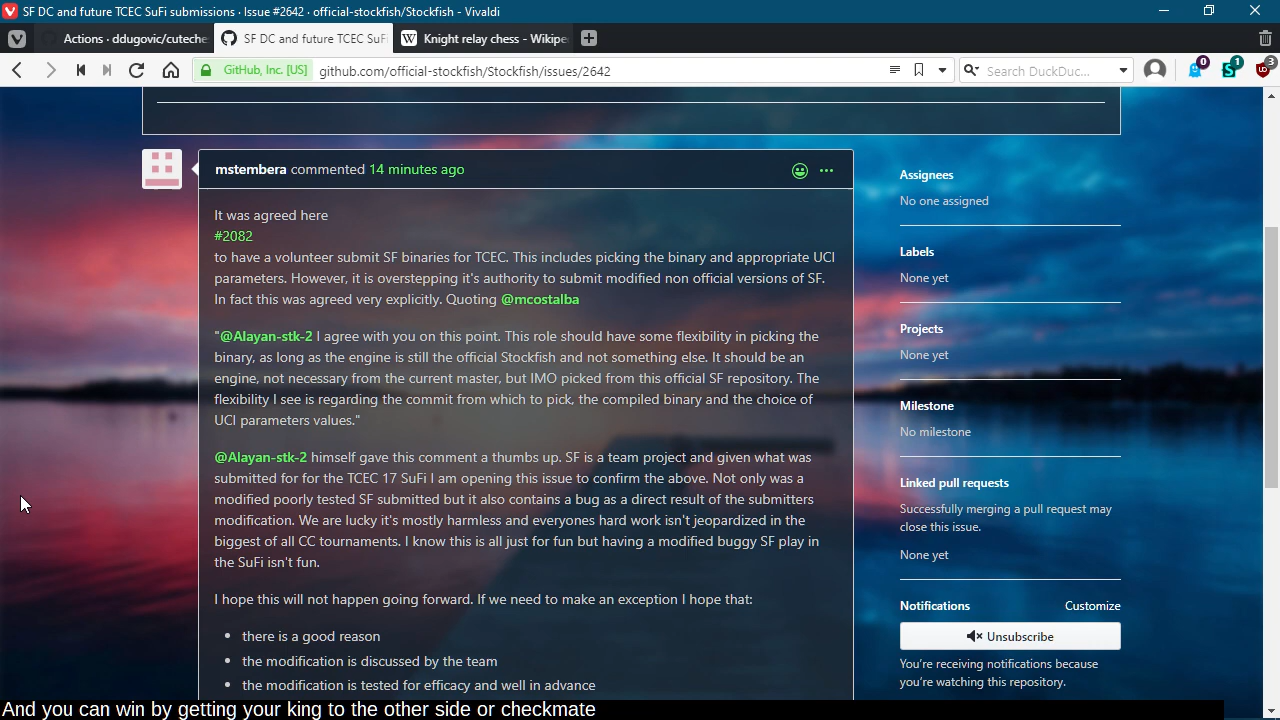 SF DC and future TCEC SuFi submissions · Issue #2642 · official-stockfish/Stockfish - Vivaldi
Actions · ddugovic/cuteche
SF DC and future TCEC SuFi
Knight relay chess - Wikipe
GitHub, Inc. [US]
github.com/official-stockfish/Stockfish/issues/2642
Search DuckDuc...
0
1
3
mstembera commented 14 minutes ago
It was agreed here
#2082
to have a volunteer submit SF binaries for TCEC. This includes picking the binary and appropriate UCI
parameters. However, it is overstepping it's authority to submit modified non official versions of SF.
In fact this was agreed very explicitly. Quoting @mcostalba
"@Alayan-stk-2 I agree with you on this point. This role should have some flexibility in picking the
binary, as long as the engine is still the official Stockfish and not something else. It should be an
engine, not necessary from the current master, but IMO picked from this official SF repository. The
flexibility I see is regarding the commit from which to pick, the compiled binary and the choice of
UCI parameters values."
@Alayan-stk-2 himself gave this comment a thumbs up. SF is a team project and given what was
submitted for for the TCEC 17 SuFi I am opening this issue to confirm the above. Not only was a
modified poorly tested SF submitted but it also contains a bug as a direct result of the submitters
modification. We are lucky it's mostly harmless and everyones hard work isn't jeopardized in the
biggest of all CC tournaments. I know this is all just for fun but having a modified buggy SF play in
the SuFi isn't fun.
I hope this will not happen going forward. If we need to make an exception I hope that:
• there is a good reason
• the modification is discussed by the team
• the modification is tested for efficacy and well in advance
Assignees
No one assigned
Labels
None yet
Projects
None yet
Milestone
No milestone
Linked pull requests
Successfully merging a pull request may
close this issue.
None yet
Notifications
Customize
Unsubscribe
You're receiving notifications because
you're watching this repository.
And you can win by getting your king to the other side or checkmate